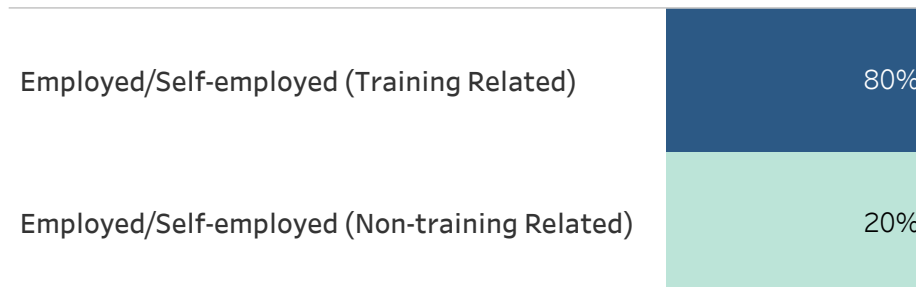 Employed/Self-employed (Training Related) 80%
Employed/Self-employed (Non-training Related) 20%